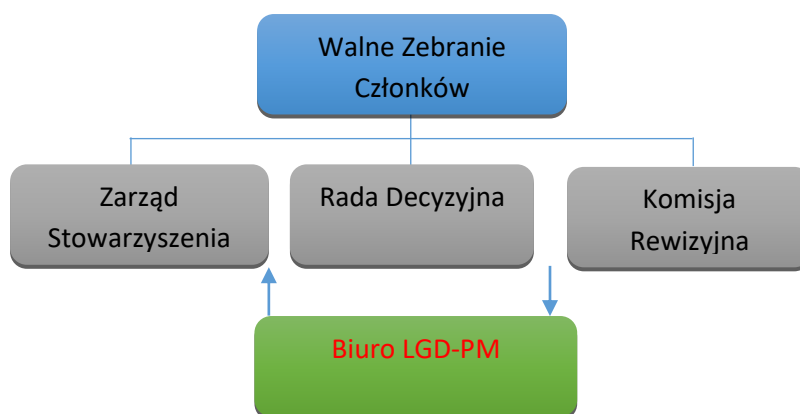 Walne Zebranie
Członków
Zarząd
Stowarzyszenia
Rada Decyzyjna
Komisja
Rewizyjna
Biuro LGD-PM